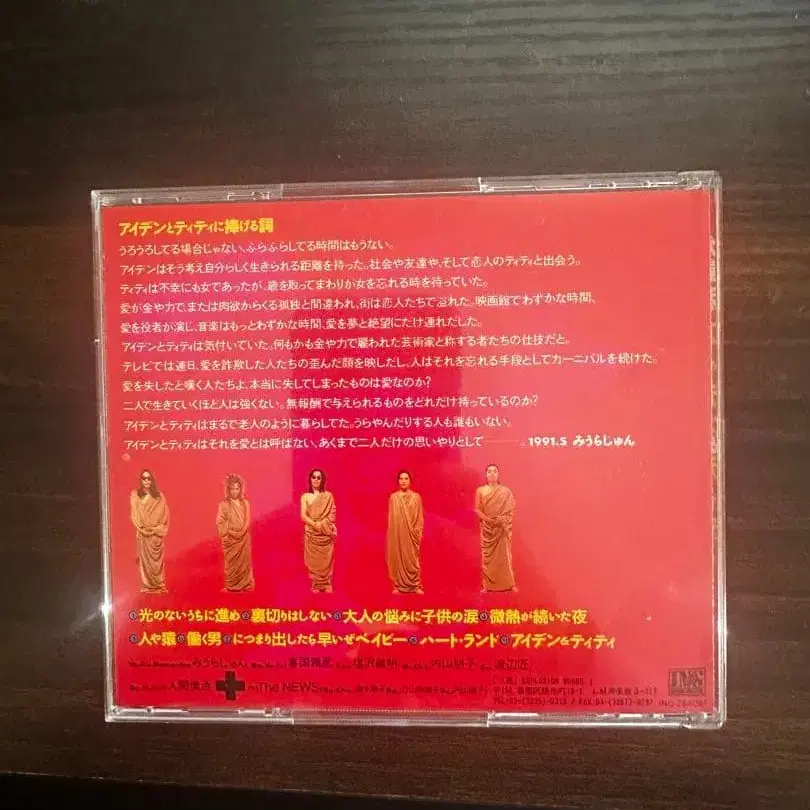 アイデンとティティに捧げる詞
うろうろしてる場合じゃない、ふらふらしてる時間はもうない。
アイデンはそう考え自分らしく生きられる距離を持った。社会や友達や、そして恋人のティティと出会う。
ティティは不幸にも女であったが、歳を取ってまわりが女を忘れる時を待っていた。
愛が金や力で、または肉欲からくる孤独と間違われ、街は恋人たちで溢れた。映画館でわずかな時間、
愛を役者が演じ、音楽はもっとわずかな時間、愛を夢と絶望にだけ連れだした。
アイデンとティティは気付いていた。何もかも金や力で雇われた芸術家と称する者たちの仕技だと。
テレビでは連日、愛を詐欺した人たちの歪んだ顔を映しだし、人はそれを忘れる手段としてカーニバルを続けた。
愛を失したと嘆く人たちよ、本当に失してしまったものは愛なのか?
二人で生きていくほど人は強くない。無報酬で与えられるものをどれだけ持っているのか?
アイデンとティティはまるで老人のように暮らしてた。うらやんだりする人も誰もいない。
アイデンとティティはそれを愛とは呼ばない、あくまで二人だけの思いやりとして———。1991.5 みうらじゅん
光のないうちに進め 裏切りはしない 大人の悩みに子供の涙 微熱が続いた夜
人や猿 働く男 につまり出したら早いぜベイビー ハート・ランド アイデン&ティティ
みうらじゅん 喜国雅彦 滝沢敏明 内山朋子 渡辺匠
人間椅子 The NEWS